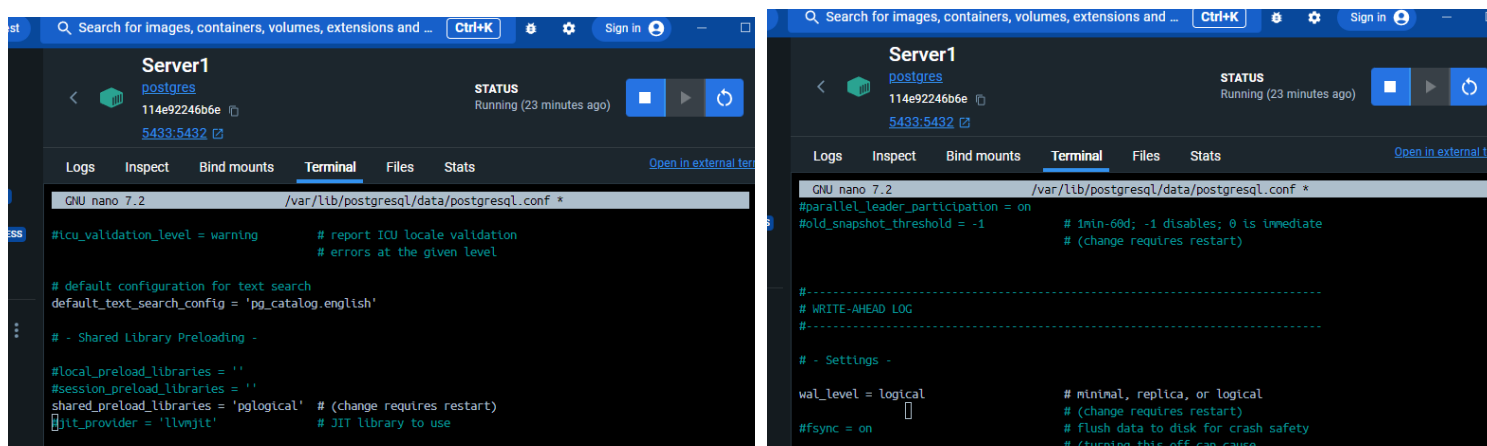 est
Search for images, containers, volumes, extensions and ... Ctrl+K Sign in
Server1
postgres
114e92246b6e
5433:5432
STATUS
Running (23 minutes ago)
Logs Inspect Bind mounts Terminal Files Stats Open in external ter
ESS
GNU nano 7.2 /var/lib/postgresql/data/postgresql.conf *
#icu_validation_level = warning # report ICU locale validation
# errors at the given level
# default configuration for text search
default_text_search_config = 'pg_catalog.english'
# - Shared Library Preloading -
#local_preload_libraries = ''
#session_preload_libraries = ''
shared_preload_libraries = 'pglogical' # (change requires restart)
#jit_provider = 'llvmjit' # JIT library to use
Search for images, containers, volumes, extensions and ... Ctrl+K Sign in
Server1
postgres
114e92246b6e
5433:5432
STATUS
Running (23 minutes ago)
Logs Inspect Bind mounts Terminal Files Stats Open in external t
GNU nano 7.2 /var/lib/postgresql/data/postgresql.conf *
#parallel_leader_participation = on
#old_snapshot_threshold = -1 # 1min-60d; -1 disables; 0 is immediate
# (change requires restart)
#------------------------------------------------------------------------------
# WRITE-AHEAD LOG
#------------------------------------------------------------------------------
# - Settings -
wal_level = logical # minimal, replica, or logical
# (change requires restart)
#fsync = on # flush data to disk for crash safety
# (turning this off can cause